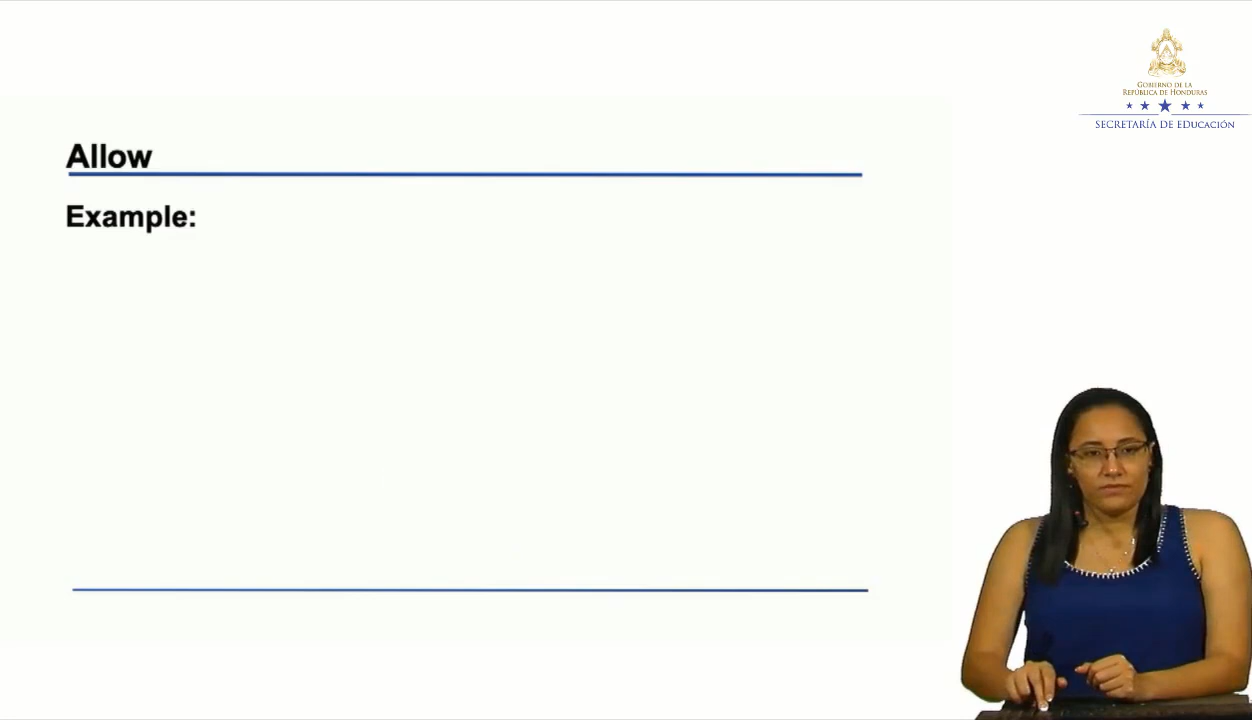 Allow
Example:
GOBIERNO DE LA
REPÚBLICA DE HONDURAS
SECRETARÍA DE EDUCACIÓN